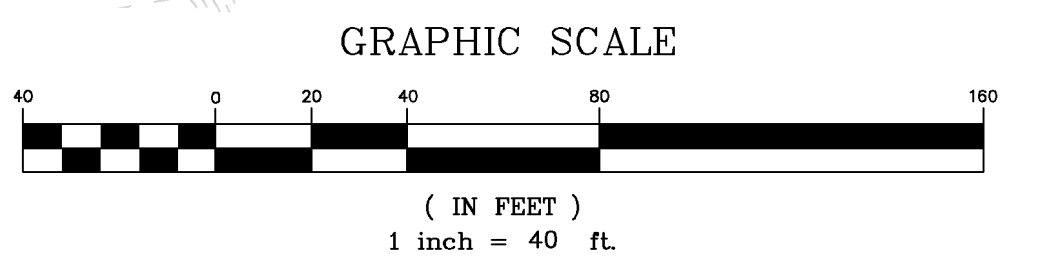 GRAPHIC SCALE
40 0 20 40 80 160
( IN FEET )
1 inch = 40 ft.